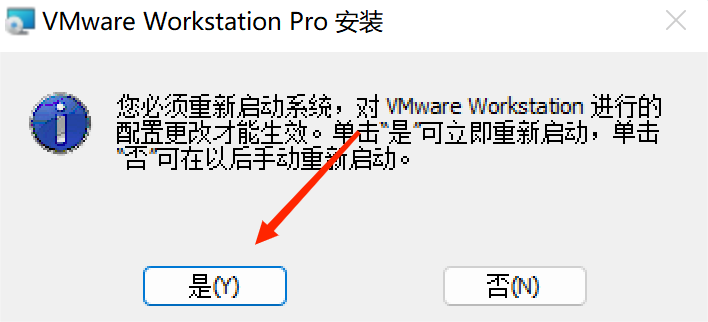 VMware Workstation Pro 安装
您必须重新启动系统，对 VMware Workstation 进行的
配置更改才能生效。单击“是”可立即重新启动，单击
“否”可在以后手动重新启动。
是(Y)
否(N)